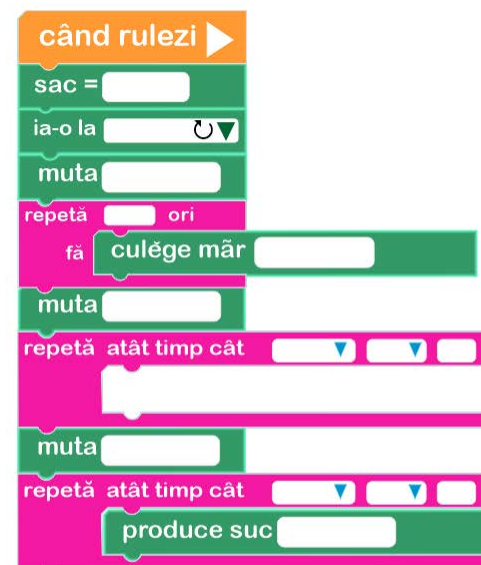 când rulezi
sac =
ia-o la
muta
repetă ori
fă culĕge mãr
muta
repetă atât timp cât
muta
repetă atât timp cât
produce suc